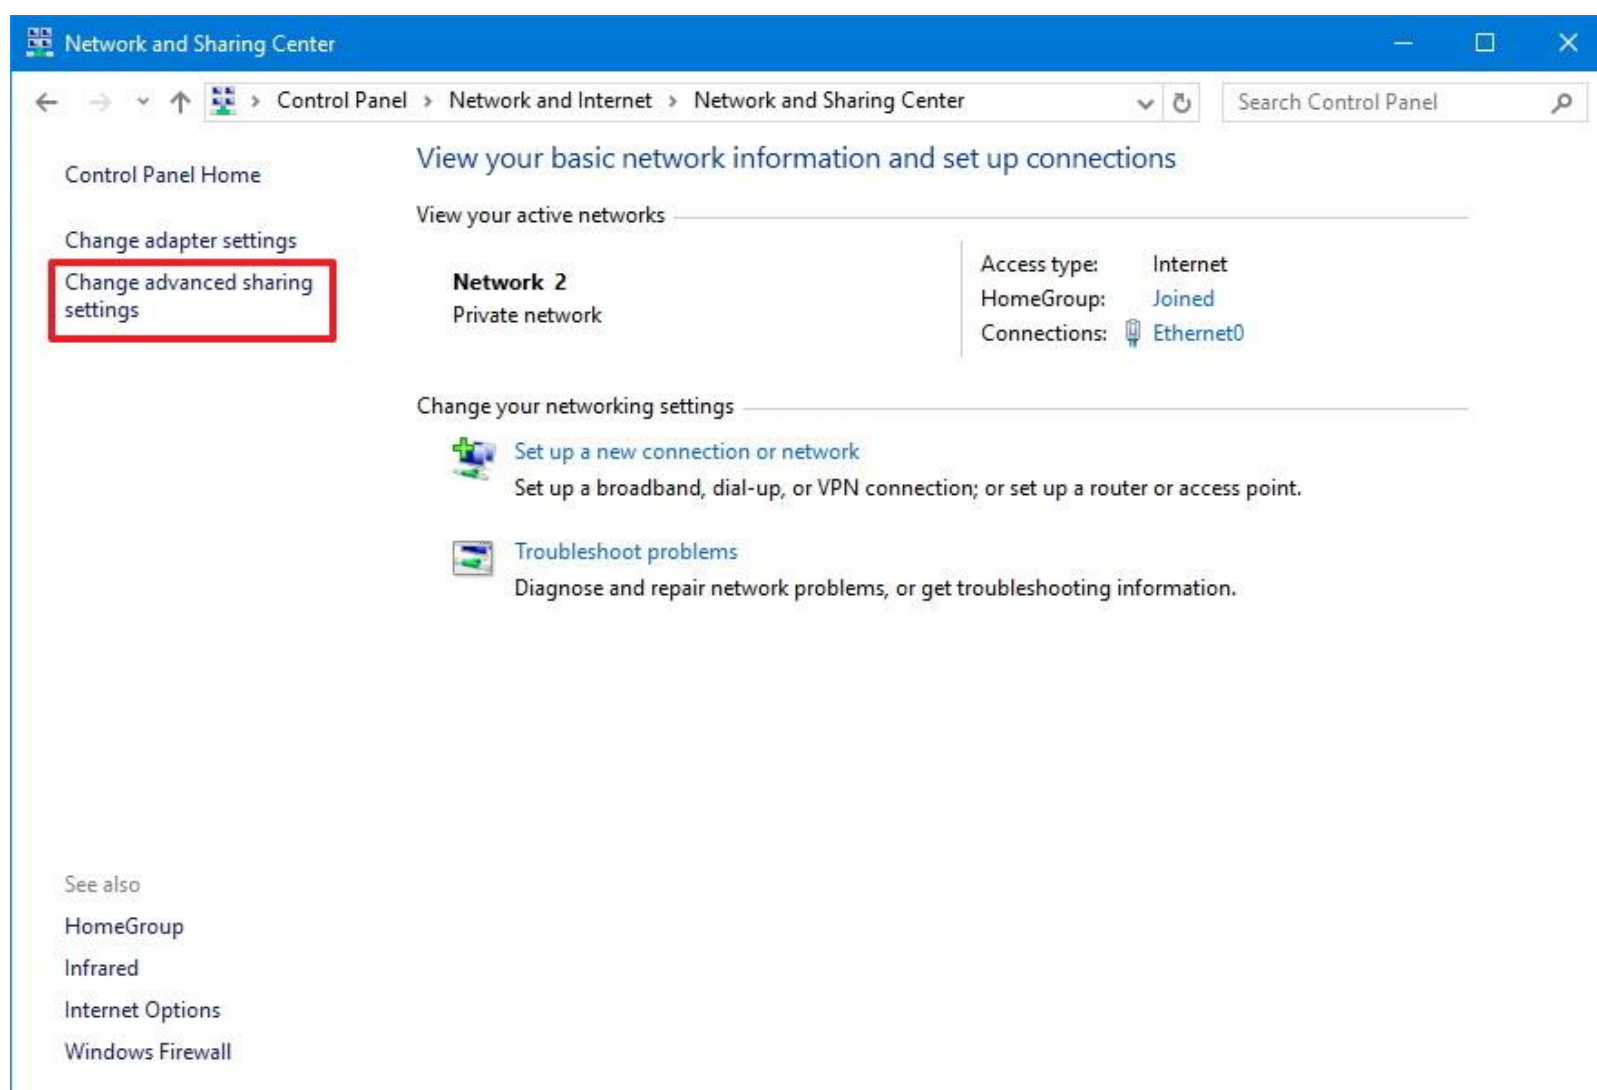 Network and Sharing Center
Control Panel > Network and Internet > Network and Sharing Center
Search Control Panel
Control Panel Home
Change adapter settings
Change advanced sharing
settings
View your basic network information and set up connections
View your active networks
Network 2
Private network
Access type: Internet
HomeGroup: Joined
Connections: Ethernet0
Change your networking settings
Set up a new connection or network
Set up a broadband, dial-up, or VPN connection; or set up a router or access point.
Troubleshoot problems
Diagnose and repair network problems, or get troubleshooting information.
See also
HomeGroup
Infrared
Internet Options
Windows Firewall